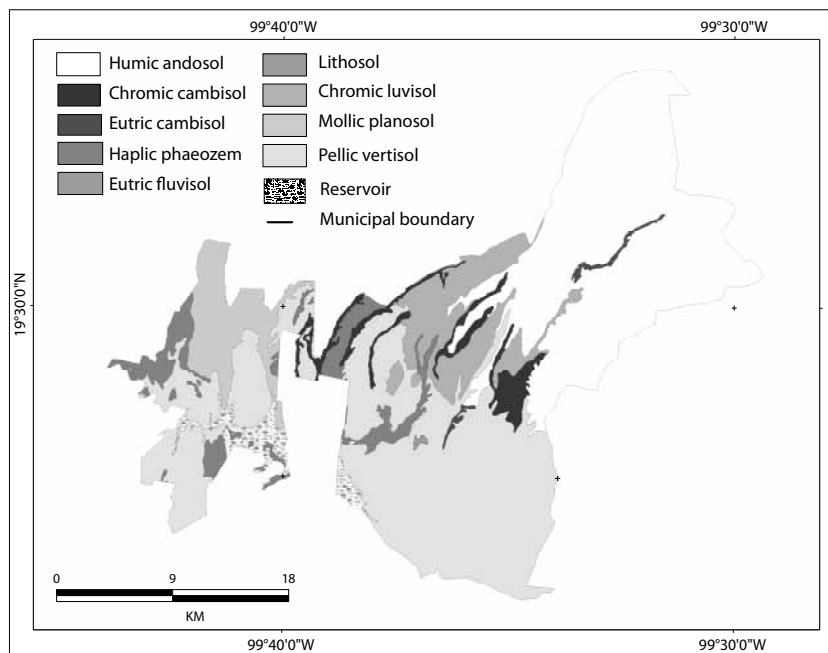 99°40'0"W
99°30'0"W
Humic andosol
Chromic cambisol
Eutric cambisol
Haplic phaeozem
Eutric fluvisol
Lithosol
Chromic luvisol
Mollic planosol
Pellic vertisol
Reservoir
Municipal boundary
19°30'0"N
0
9
18
KM
99°40'0"W
99°30'0"W